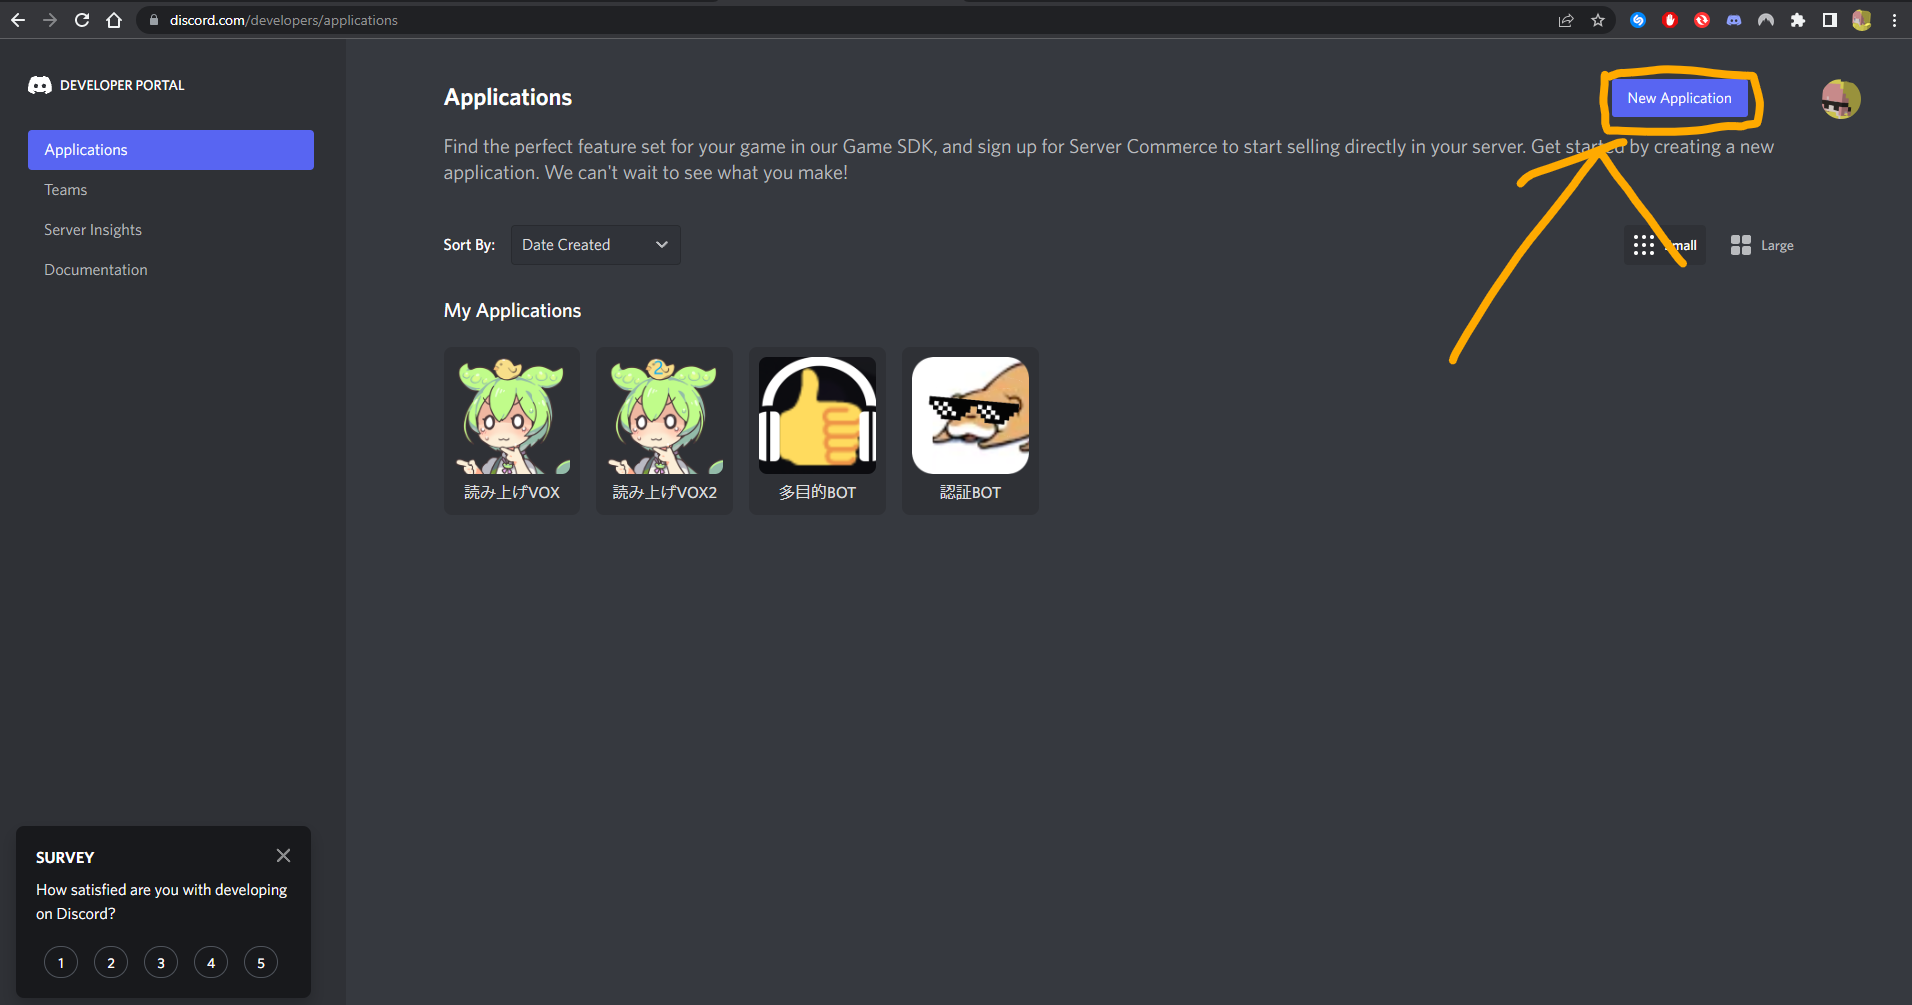 discord.com/developers/applications
DEVELOPER PORTAL
Applications
Teams
Server Insights
Documentation
Applications
New Application
Find the perfect feature set for your game in our Game SDK, and sign up for Server Commerce to start selling directly in your server. Get started by creating a new
application. We can't wait to see what you make!
Sort By:
Date Created
Small
Large
My Applications
2
読み上げVOX
読み上げVOX2
多目的BOT
認証BOT
SURVEY
How satisfied are you with developing
on Discord?
1 2 3 4 5